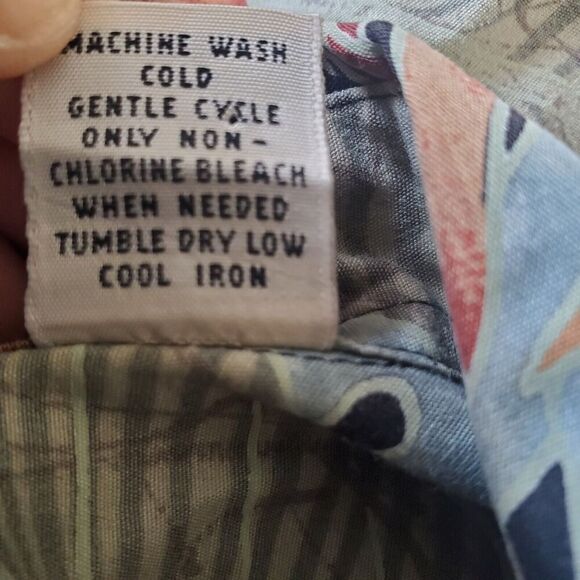 MACHINE WASH
COLD
GENTLE CYCLE
ONLY NON-
CHLORINE BLEACH
WHEN NEEDED
TUMBLE DRY LOW
COOL IRON